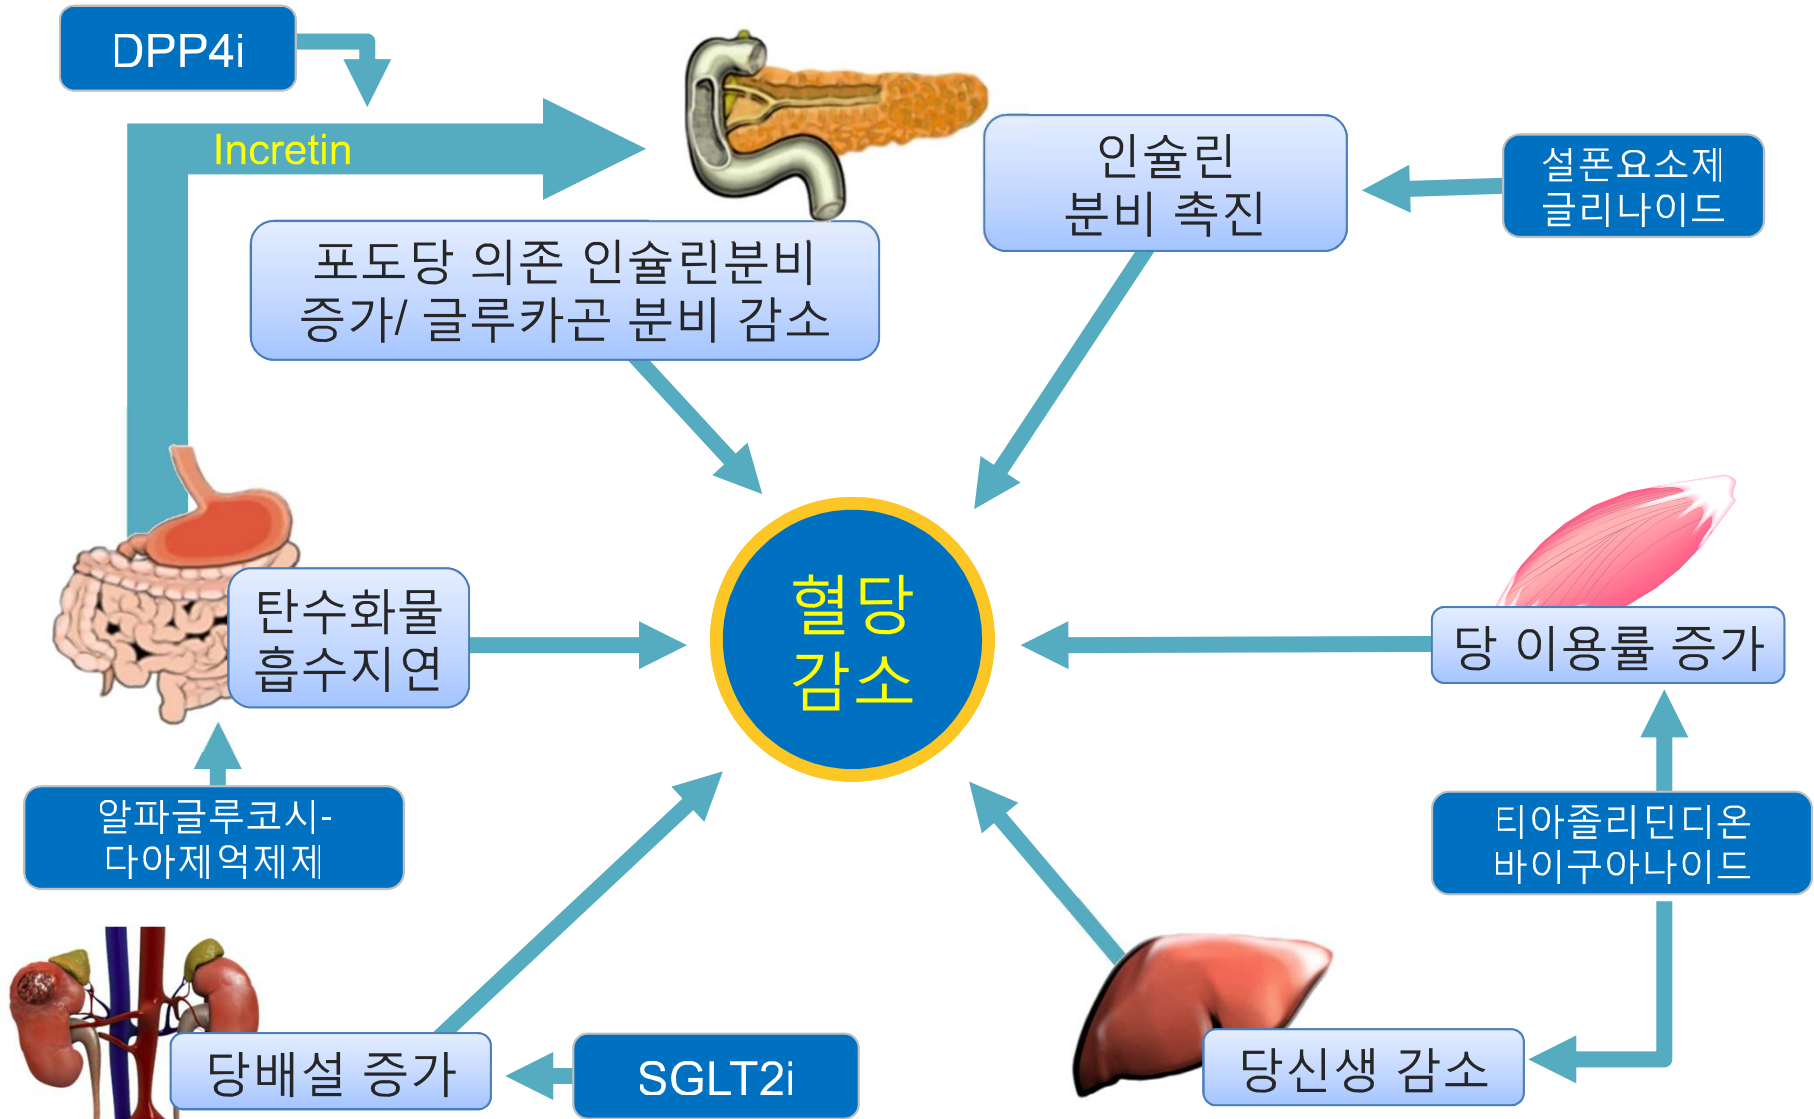 DPP4i
Incretin
인슐린
분비 촉진
설폰요소제
글리나이드
포도당 의존 인슐린분비
증가/ 글루카곤 분비 감소
혈당
감소
탄수화물
흡수지연
당 이용률 증가
알파글루코시-
다아제억제제
티아졸리딘디온
바이구아나이드
당배설 증가
SGLT2i
당신생 감소